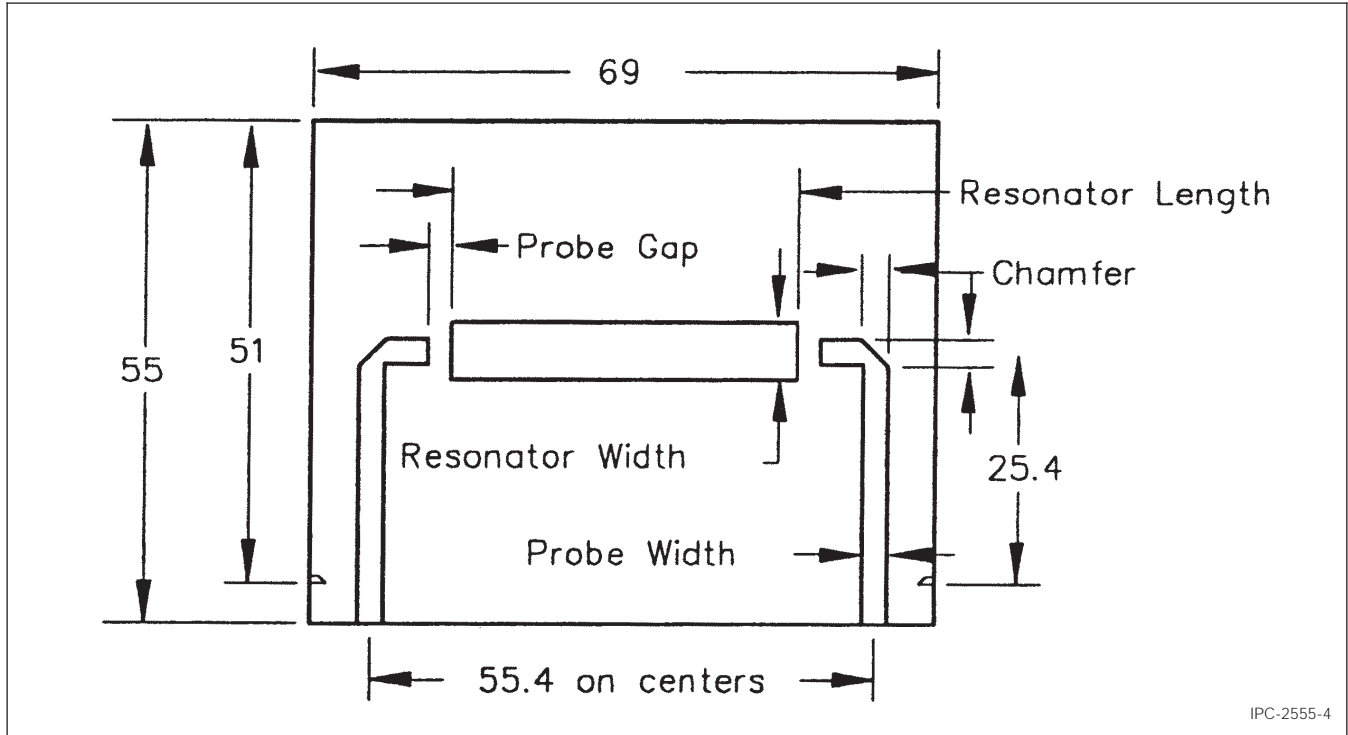 69
Resonator Length
Probe Gap
Chamfer
55
51
Resonator Width
25.4
Probe Width
55.4 on centers
IPC-2555-4